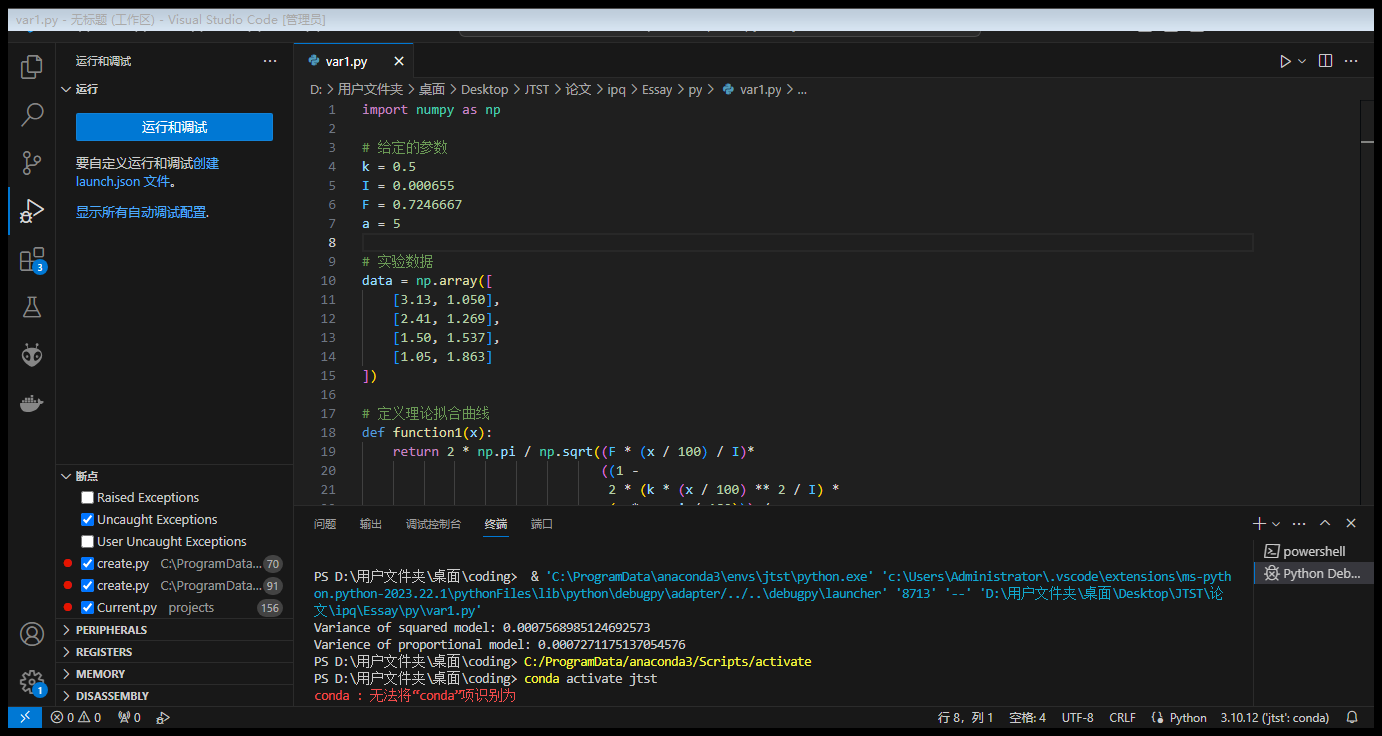 var1.py - 无标题 (工作区) - Visual Studio Code [管理员]
运行和调试
运行
运行和调试
要自定义运行和调试创建
launch.json 文件。
显示所有自动调试配置.
3
断点
Raised Exceptions
Uncaught Exceptions
User Uncaught Exceptions
create.py C:\ProgramData... 70
create.py C:\ProgramData... 91
Current.py projects 156
PERIPHERALS
REGISTERS
MEMORY
DISASSEMBLY
1
var1.py
D: > 用户文件夹 > 桌面 > Desktop > JTST > 论文 > ipq > Essay > py > var1.py > ...
1 import numpy as np
2
3 # 给定的参数
4 k = 0.5
5 I = 0.000655
6 F = 0.7246667
7 a = 5
8
9 # 实验数据
10 data = np.array([
11 [3.13, 1.050],
12 [2.41, 1.269],
13 [1.50, 1.537],
14 [1.05, 1.863]
15 ])
16
17 # 定义理论拟合曲线
18 def function1(x):
19 return 2 * np.pi / np.sqrt((F * (x / 100) / I)*
20 ((1 -
21 2 * (k * (x / 100) ** 2 / I) *
问题 输出 调试控制台 终端 端口
powershell
Python Deb...
PS D:\用户文件夹\桌面\coding> & 'C:\ProgramData\anaconda3\envs\jtst\python.exe' 'c:\Users\Administrator\.vscode\extensions\ms-pyth
on.python-2023.22.1\pythonFiles\lib\python\debugpy\adapter/../..\debugpy\launcher' '8713' '--' 'D:\用户文件夹\桌面\Desktop\JTST\论
文\ipq\Essay\py\var1.py'
Variance of squared model: 0.0007568985124692573
Varience of proportional model: 0.0007271175137054576
PS D:\用户文件夹\桌面\coding> C:/ProgramData/anaconda3/Scripts/activate
PS D:\用户文件夹\桌面\coding> conda activate jtst
conda : 无法将“conda”项识别为
0 0 0 行 8，列 1 空格: 4 UTF-8 CRLF Python 3.10.12 ('jtst': conda)